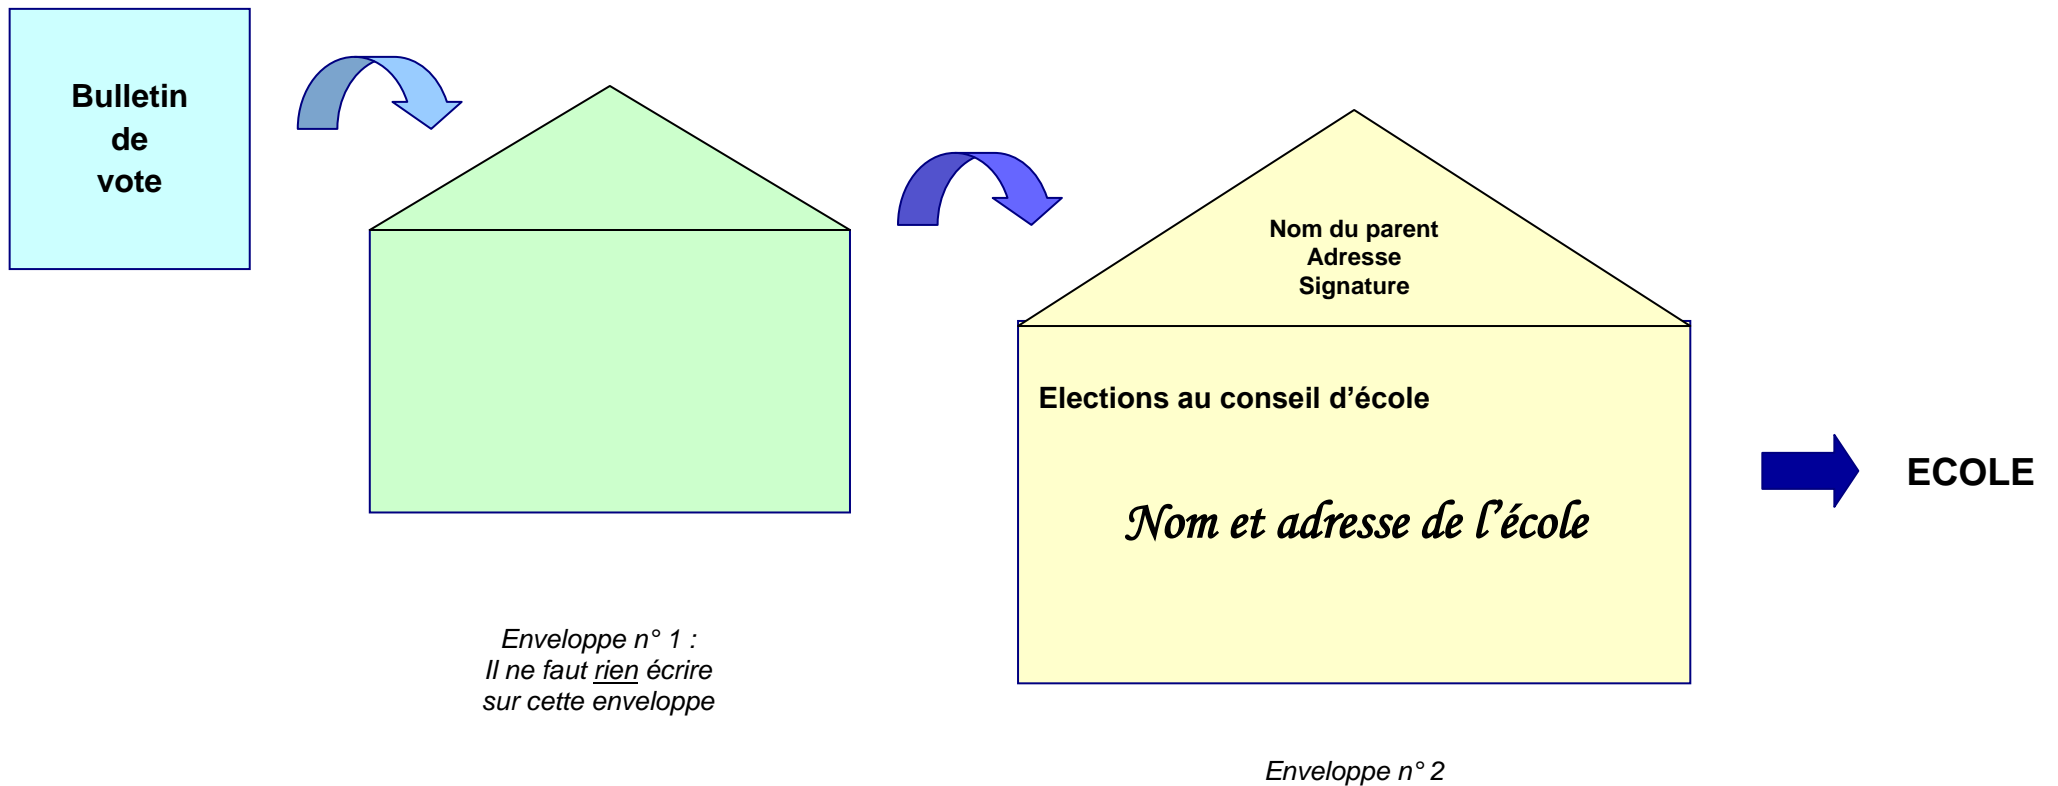 Bulletin
de
vote
Nom du parent
Adresse
Signature
Elections au conseil d’école
Nom et adresse de l’école
ECOLE
Enveloppe n° 1 :
Il ne faut rien écrire
sur cette enveloppe
Enveloppe n° 2